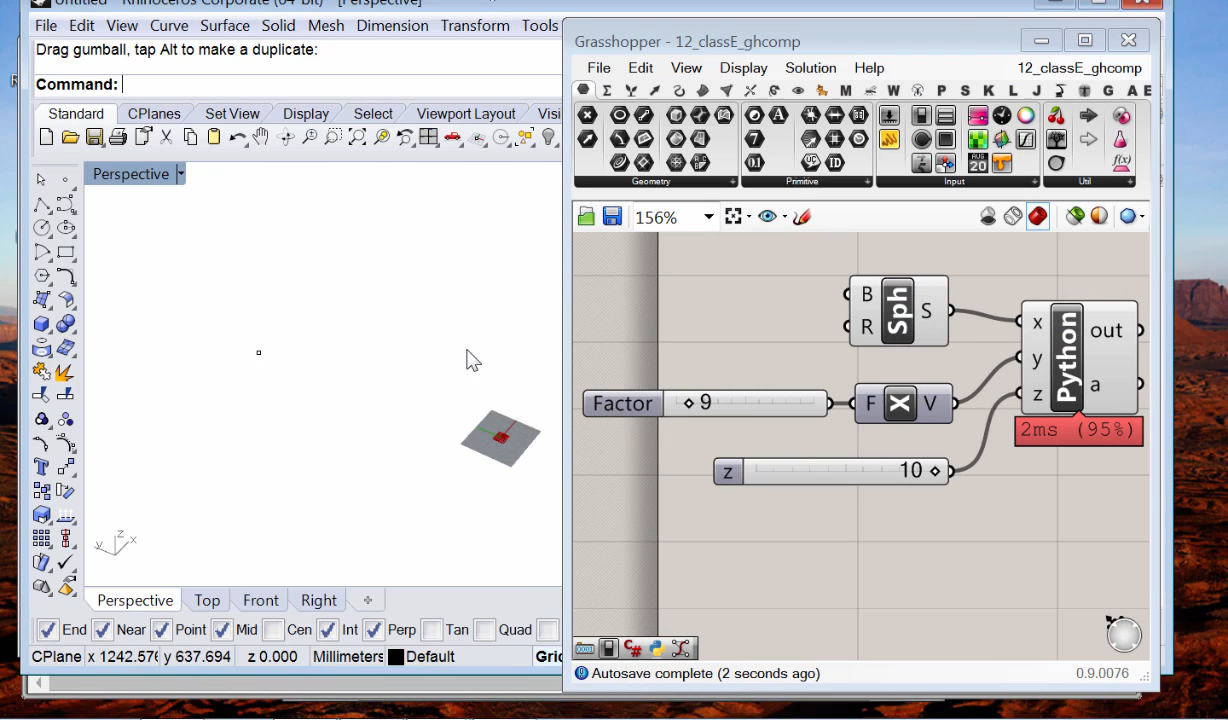 Untitled - Rhinoceros Corporate (64-bit) - [Perspective]
File Edit View Curve Surface Solid Mesh Dimension Transform Tools
Drag gumball, tap Alt to make a duplicate:
Command:
Standard CPlanes Set View Display Select Viewport Layout Visi
Perspective
z
y x
Perspective Top Front Right
End Near Point Mid Cen Int Perp Tan Quad
CPlane x 1242.576 y 637.694 z 0.000 Millimeters Default Grid
Grasshopper - 12_classE_ghcomp
File Edit View Display Solution Help 12_classE_ghcomp
M W P S K L J G A E
Geometry Primitive Input Util
156%
B
R
Sph
S
x
y
z
Python
out
a
2ms (95%)
Factor 9
F X V
z 10
Autosave complete (2 seconds ago) 0.9.0076